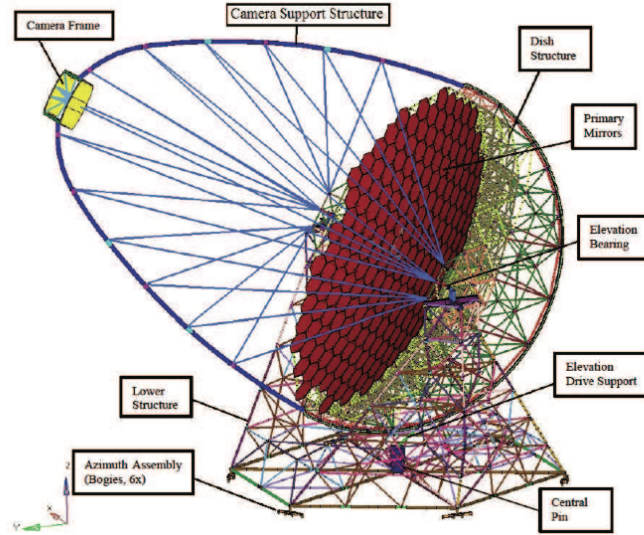 Camera Support Structure
Camera Frame
Dish
Structure
Primary
Mirrors
Elevation
Bearing
Elevation
Drive Support
Lower
Structure
Azimuth Assembly
(Bogies, 6x)
Central
Pin
Z
X
Y